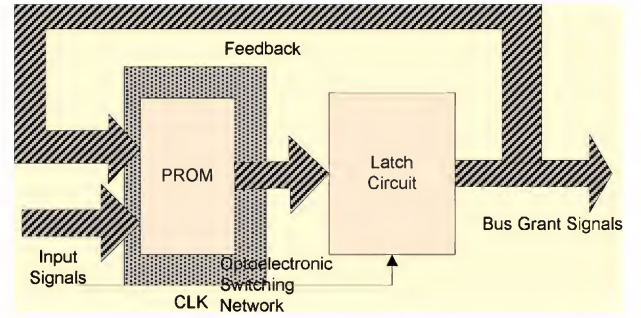 Feedback
PROM
Latch
Circuit
Bus Grant Signals
Input
Signals
Optoelectronic
Switching
Network
CLK